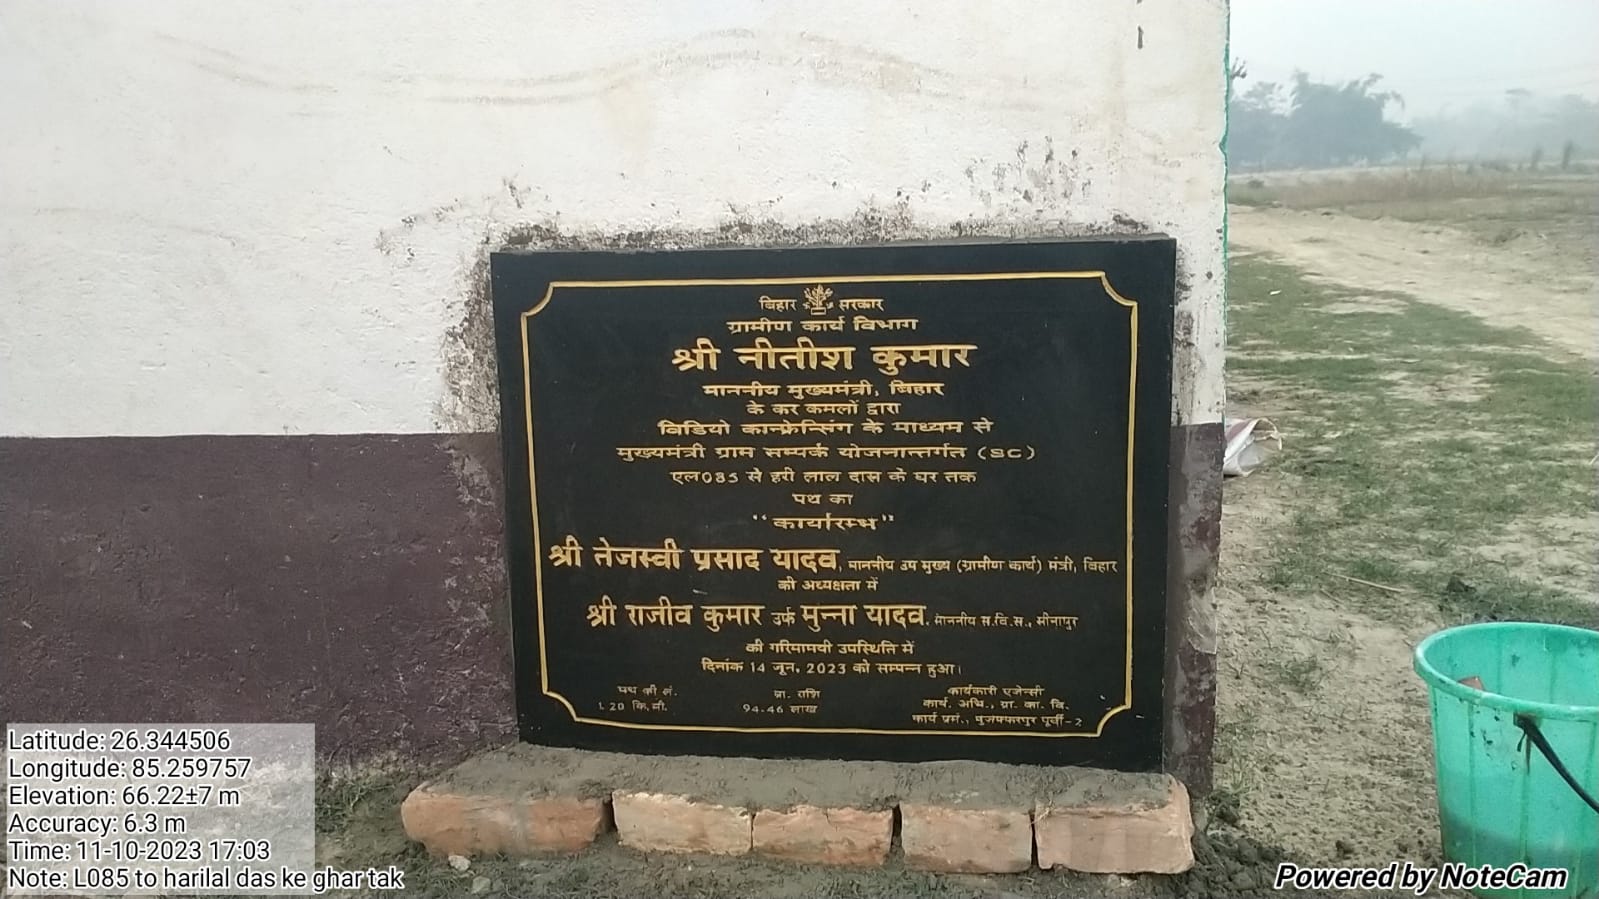 बिहार सरकार
ग्रामीण कार्य विभाग
श्री नीतीश कुमार
माननीय मुख्यमंत्री, बिहार
के कर कमलों द्वारा
विडियो कान्फ्रेन्सिंग के माध्यम से
मुख्यमंत्री ग्राम सम्पर्क योजनान्तर्गत (SC)
एल085 से हरी लाल दास के घर तक
पथ का
“कार्यारम्भ”
श्री तेजस्वी प्रसाद यादव, माननीय उप मुख्य (ग्रामीण कार्य) मंत्री, बिहार
की अध्यक्षता में
श्री राजीव कुमार उर्फ मुन्ना यादव, माननीय स.वि.स., मीनापुर
की गरिमामयी उपस्थिति में
दिनांक 14 जून, 2023 को सम्पन्न हुआ।
पथ की लं. प्रा. राशि कार्यकारी एजेन्सी
1.20 कि.मी. 94.46 लाख कार्य. अभि., ग्रा. का. वि.
कार्य प्रमं., मुजफ्फरपुर पूर्वी-2
Latitude: 26.344506
Longitude: 85.259757
Elevation: 66.22±7 m
Accuracy: 6.3 m
Time: 11-10-2023 17:03
Note: L085 to harilal das ke ghar tak
Powered by NoteCam